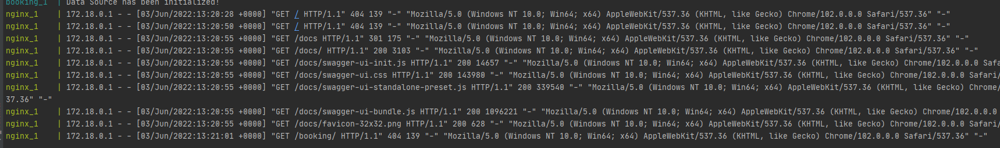 booking_1  | Data Source has been initialized!
nginx_1    | 172.18.0.1 - - [03/Jun/2022:13:20:28 +0000] "GET / HTTP/1.1" 404 139 "-" "Mozilla/5.0 (Windows NT 10.0; Win64; x64) AppleWebKit/537.36 (KHTML, like Gecko) Chrome/102.0.0.0 Safari/537.36" "-"
nginx_1    | 172.18.0.1 - - [03/Jun/2022:13:20:50 +0000] "GET / HTTP/1.1" 404 139 "-" "Mozilla/5.0 (Windows NT 10.0; Win64; x64) AppleWebKit/537.36 (KHTML, like Gecko) Chrome/102.0.0.0 Safari/537.36" "-"
nginx_1    | 172.18.0.1 - - [03/Jun/2022:13:20:55 +0000] "GET /docs HTTP/1.1" 301 175 "-" "Mozilla/5.0 (Windows NT 10.0; Win64; x64) AppleWebKit/537.36 (KHTML, like Gecko) Chrome/102.0.0.0 Safari/537.36" "-"
nginx_1    | 172.18.0.1 - - [03/Jun/2022:13:20:55 +0000] "GET /docs/ HTTP/1.1" 200 3103 "-" "Mozilla/5.0 (Windows NT 10.0; Win64; x64) AppleWebKit/537.36 (KHTML, like Gecko) Chrome/102.0.0.0 Safari/537.36" "-"
nginx_1    | 172.18.0.1 - - [03/Jun/2022:13:20:55 +0000] "GET /docs/swagger-ui-init.js HTTP/1.1" 200 14657 "-" "Mozilla/5.0 (Windows NT 10.0; Win64; x64) AppleWebKit/537.36 (KHTML, like Gecko) Chrome/102.0.0.0 Safa
nginx_1    | 172.18.0.1 - - [03/Jun/2022:13:20:55 +0000] "GET /docs/swagger-ui.css HTTP/1.1" 200 143980 "-" "Mozilla/5.0 (Windows NT 10.0; Win64; x64) AppleWebKit/537.36 (KHTML, like Gecko) Chrome/102.0.0.0 Safari/
nginx_1    | 172.18.0.1 - - [03/Jun/2022:13:20:55 +0000] "GET /docs/swagger-ui-standalone-preset.js HTTP/1.1" 200 339540 "-" "Mozilla/5.0 (Windows NT 10.0; Win64; x64) AppleWebKit/537.36 (KHTML, like Gecko) Chrome/
37.36" "-"
nginx_1    | 172.18.0.1 - - [03/Jun/2022:13:20:55 +0000] "GET /docs/swagger-ui-bundle.js HTTP/1.1" 200 1096221 "-" "Mozilla/5.0 (Windows NT 10.0; Win64; x64) AppleWebKit/537.36 (KHTML, like Gecko) Chrome/102.0.0.0
nginx_1    | 172.18.0.1 - - [03/Jun/2022:13:20:55 +0000] "GET /docs/favicon-32x32.png HTTP/1.1" 200 628 "-" "Mozilla/5.0 (Windows NT 10.0; Win64; x64) AppleWebKit/537.36 (KHTML, like Gecko) Chrome/102.0.0.0 Safari/
nginx_1    | 172.18.0.1 - - [03/Jun/2022:13:21:01 +0000] "GET /booking/ HTTP/1.1" 404 139 "-" "Mozilla/5.0 (Windows NT 10.0; Win64; x64) AppleWebKit/537.36 (KHTML, like Gecko) Chrome/102.0.0.0 Safari/537.36" "-"